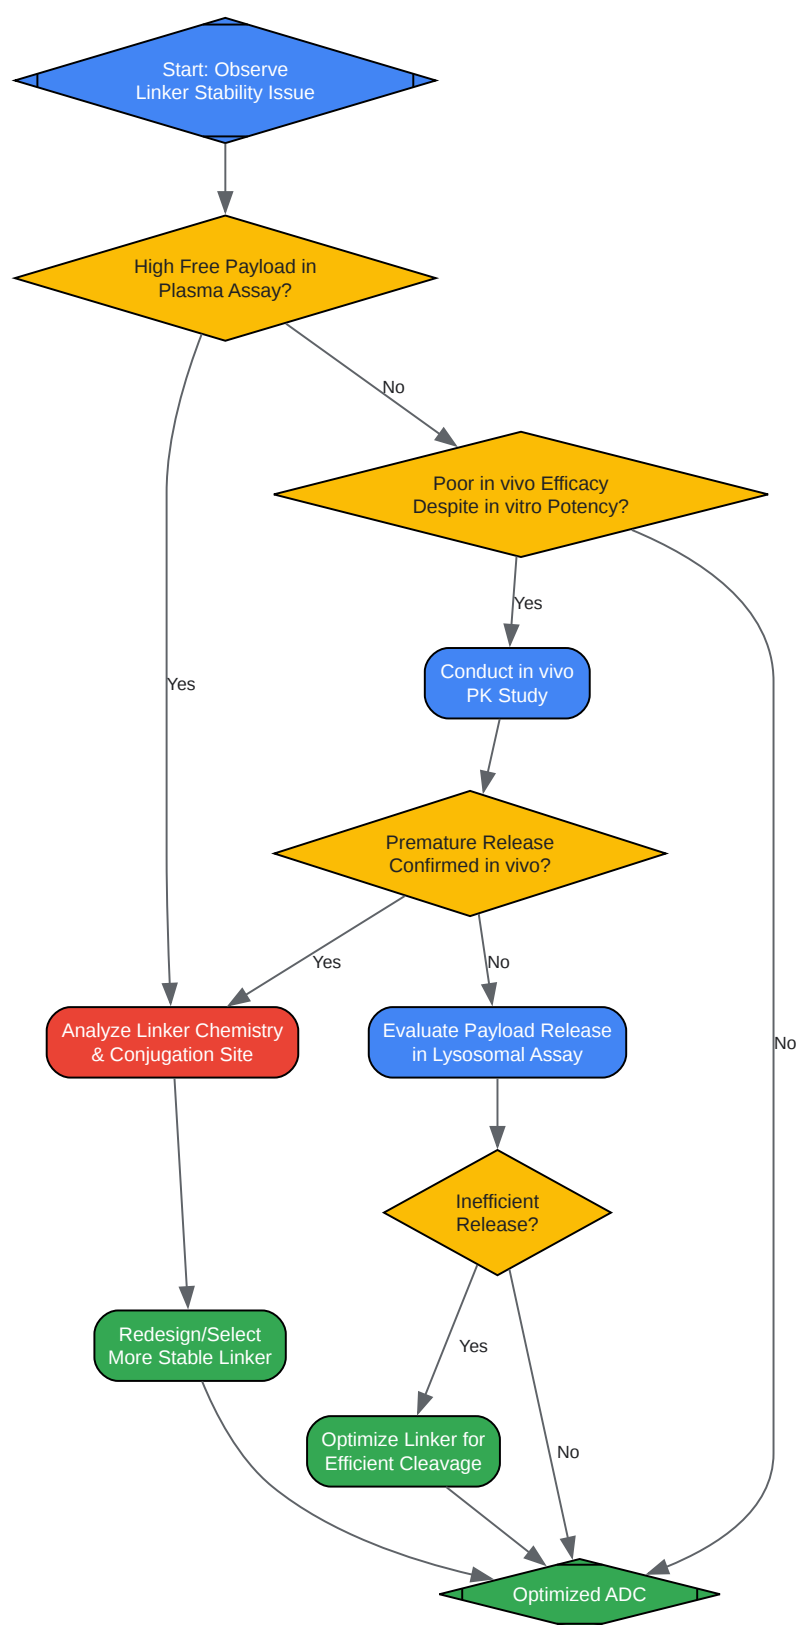 Start: Observe
Linker Stability Issue
High Free Payload in
Plasma Assay?
No
Poor in vivo Efficacy
Despite in vitro Potency?
Yes
Conduct in vivo
PK Study
Yes
Premature Release
Confirmed in vivo?
Yes
No
Analyze Linker Chemistry
& Conjugation Site
Evaluate Payload Release
in Lysosomal Assay
No
Inefficient
Release?
Redesign/Select
More Stable Linker
Yes
Optimize Linker for
Efficient Cleavage
No
Optimized ADC